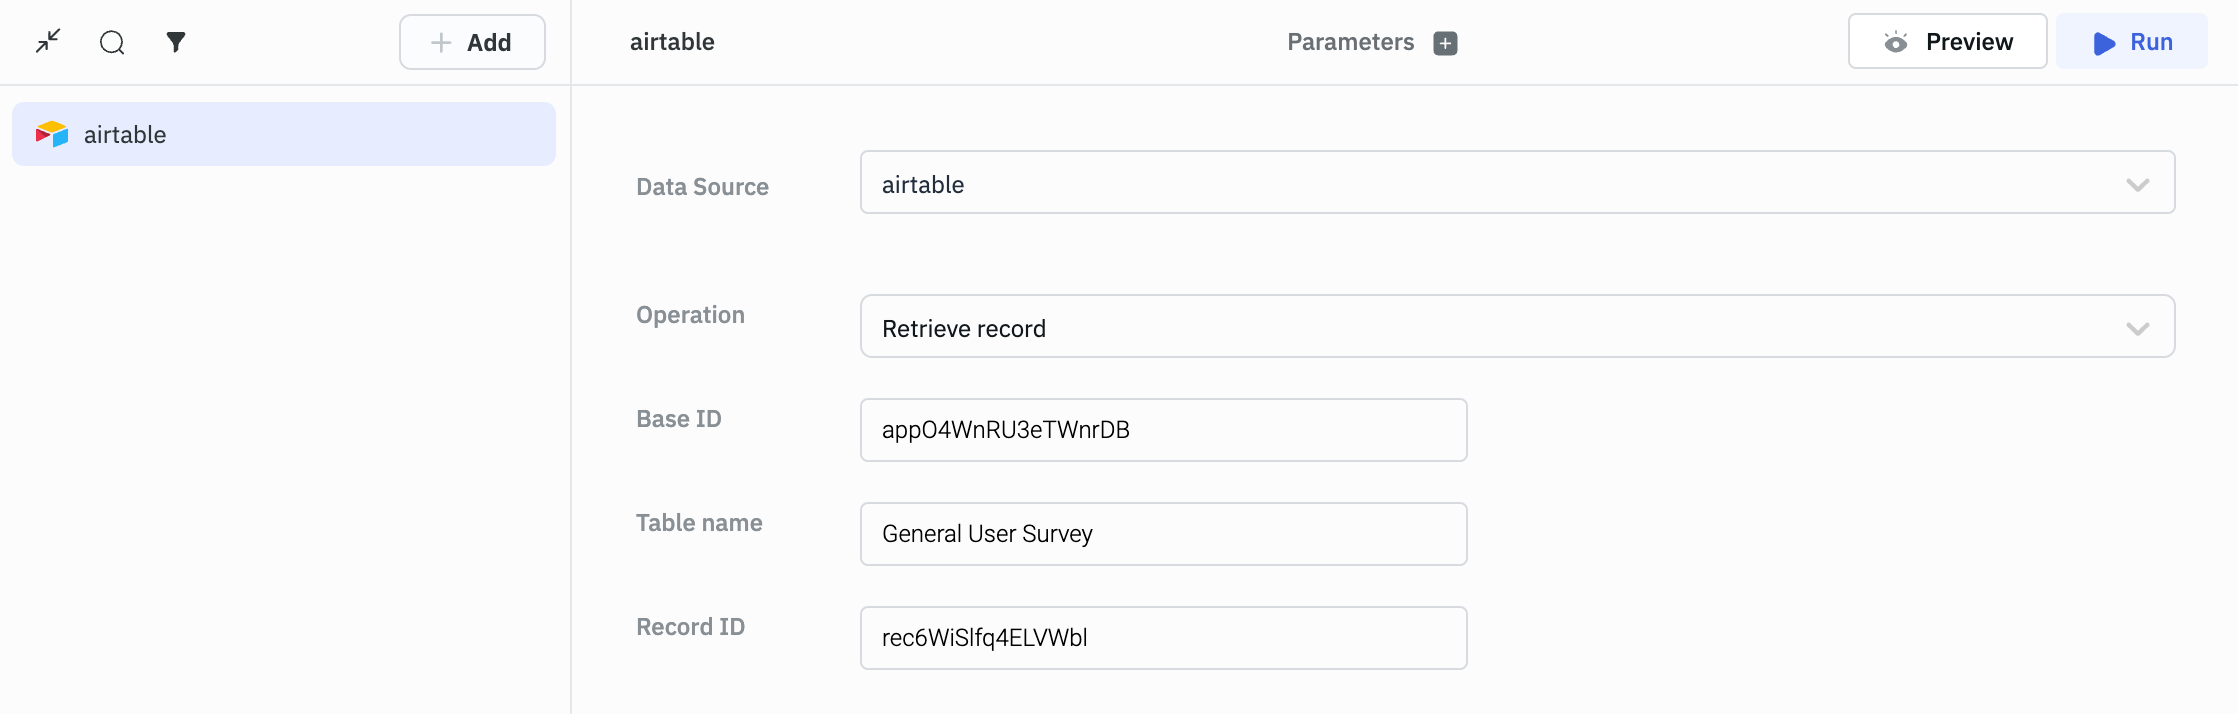 Add
airtable
Parameters
Preview
Run
airtable
Data Source
airtable
Operation
Retrieve record
Base ID
appO4WnRU3eTWnrDB
Table name
General User Survey
Record ID
rec6WiSlfq4ELVWbl